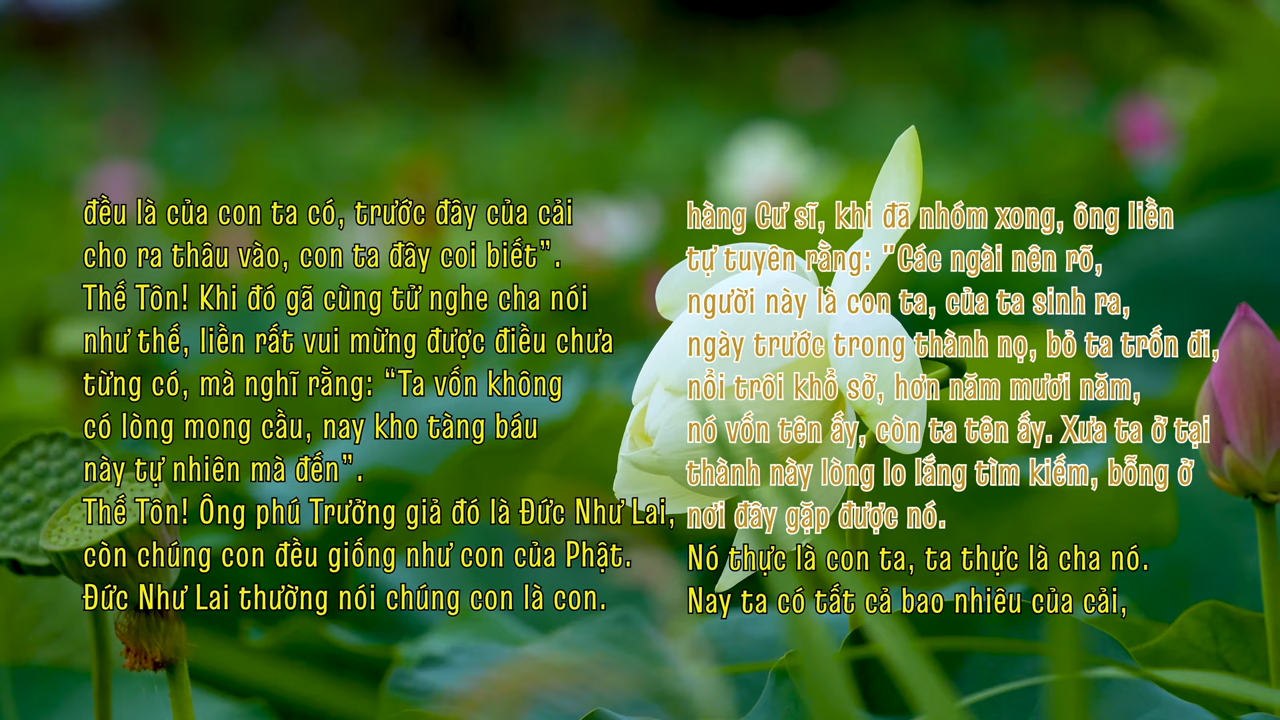 đều là của con ta có, trước đây của cải
cho ra thâu vào, con ta đây coi biết”.
Thế Tôn! Khi đó gã cùng tử nghe cha nói
như thế, liền rất vui mừng được điều chưa
từng có, mà nghĩ rằng: “Ta vốn không
có lòng mong cầu, nay kho tàng báu
này tự nhiên mà đến”.
Thế Tôn! Ông phú Trưởng giả đó là Đức Như Lai,
còn chúng con đều giống như con của Phật.
Đức Như Lai thường nói chúng con là con.
hàng Cư sĩ, khi đã nhóm xong, ông liền
tự tuyên rằng: "Các ngài nên rõ,
người này là con ta, của ta sinh ra,
ngày trước trong thành nọ, bỏ ta trốn đi,
nổi trôi khổ sở, hơn năm mươi năm,
nó vốn tên ấy, còn ta tên ấy. Xưa ta ở tại
thành này lòng lo lắng tìm kiếm, bỗng ở
nơi đây gặp được nó.
Nó thực là con ta, ta thực là cha nó.
Nay ta có tất cả bao nhiêu của cải,